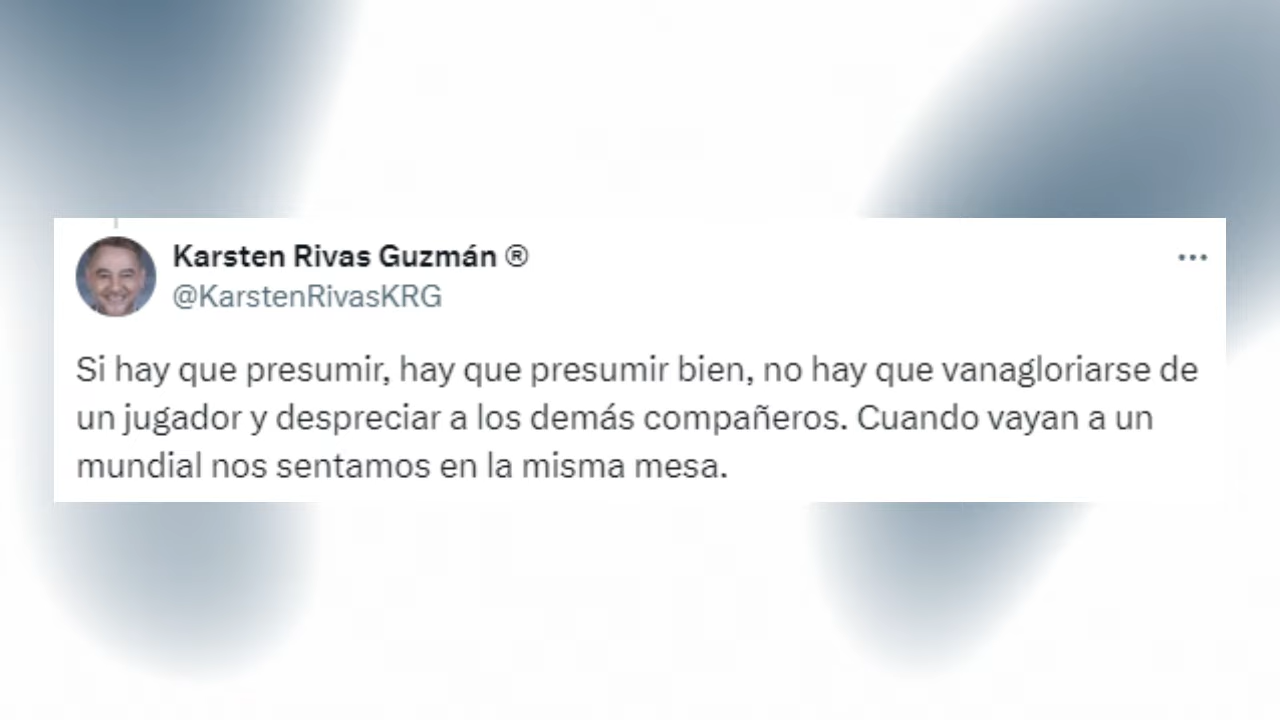 Karsten Rivas Guzmán ®
@KarstenRivasKRG
Si hay que presumir, hay que presumir bien, no hay que vanagloriarse de
un jugador y despreciar a los demás compañeros. Cuando vayan a un
mundial nos sentamos en la misma mesa.